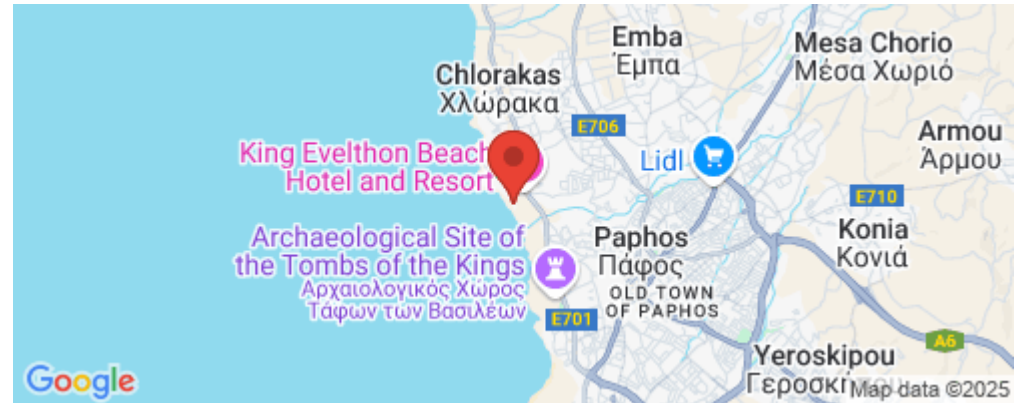 Emba
Έμπα
Mesa Chorio
Μέσα Χωριό
Chlorakas
Χλώρακα
E706
Armou
Άρμου
King Evelthon Beach
Hotel and Resort
Lidl
E710
Konia
Κονιά
Archaeological Site of
the Tombs of the Kings
Αρχαιολογικός Χώρος
Τάφων των Βασιλέων
Paphos
Πάφος
OLD TOWN
OF PAPHOS
E701
A6
Yeroskipou
Γεροσκήπου
Google
Map data ©2025